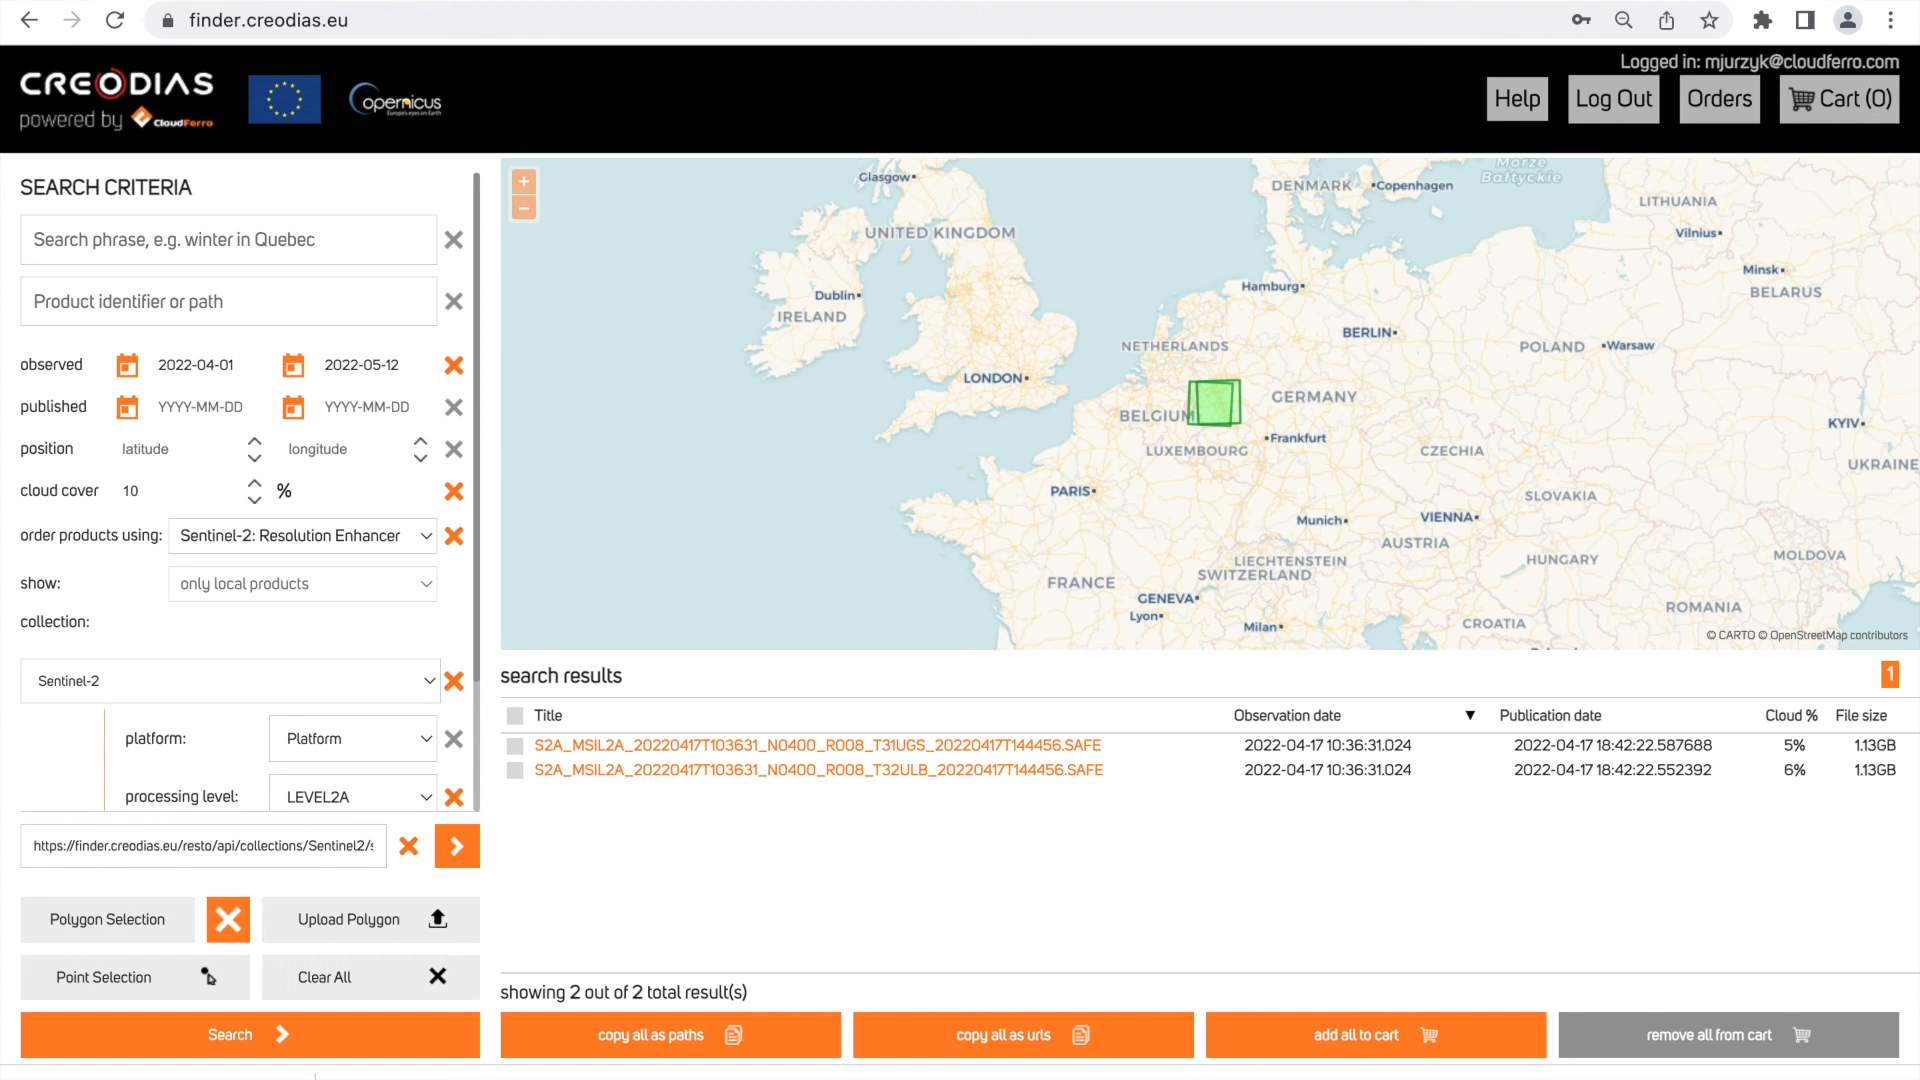 finder.creodias.eu
Logged in: mjurzyk@cloudferro.com
CREODIAS
powered by CloudFerro
opernicus
Europe's eyes on Earth
Help
Log Out
Orders
Cart (0)
SEARCH CRITERIA
Search phrase, e.g. winter in Quebec
Product identifier or path
observed 2022-04-01 2022-05-12
published YYYY-MM-DD YYYY-MM-DD
position latitude longitude
cloud cover 10 %
order products using: Sentinel-2: Resolution Enhancer
show: only local products
collection:
Sentinel-2
platform: Platform
processing level: LEVEL2A
https://finder.creodias.eu/resto/api/collections/Sentinel2/s
Polygon Selection
Upload Polygon
Point Selection
Clear All
Search
+
−
Glasgow
UNITED KINGDOM
Dublin
IRELAND
LONDON
DENMARK
Copenhagen
Morze
Bałtyckie
LITHUANIA
Vilnius
Minsk
BELARUS
Hamburg
BERLIN
NETHERLANDS
POLAND
Warsaw
GERMANY
BELGIUM
Frankfurt
LUXEMBOURG
CZECHIA
KYIV
UKRAINE
PARIS
SLOVAKIA
Munich
VIENNA
AUSTRIA
LIECHTENSTEIN
SWITZERLAND
HUNGARY
MOLDOVA
FRANCE
GENEVA
Lyon
Milan
ROMANIA
CROATIA
© CARTO © OpenStreetMap contributors
search results
1
Title Observation date ▼ Publication date Cloud % File size
S2A_MSIL2A_20220417T103631_N0400_R008_T31UGS_20220417T144456.SAFE 2022-04-17 10:36:31.024 2022-04-17 18:42:22.587688 5% 1.13GB
S2A_MSIL2A_20220417T103631_N0400_R008_T32ULB_20220417T144456.SAFE 2022-04-17 10:36:31.024 2022-04-17 18:42:22.552392 6% 1.13GB
showing 2 out of 2 total result(s)
copy all as paths
copy all as urls
add all to cart
remove all from cart